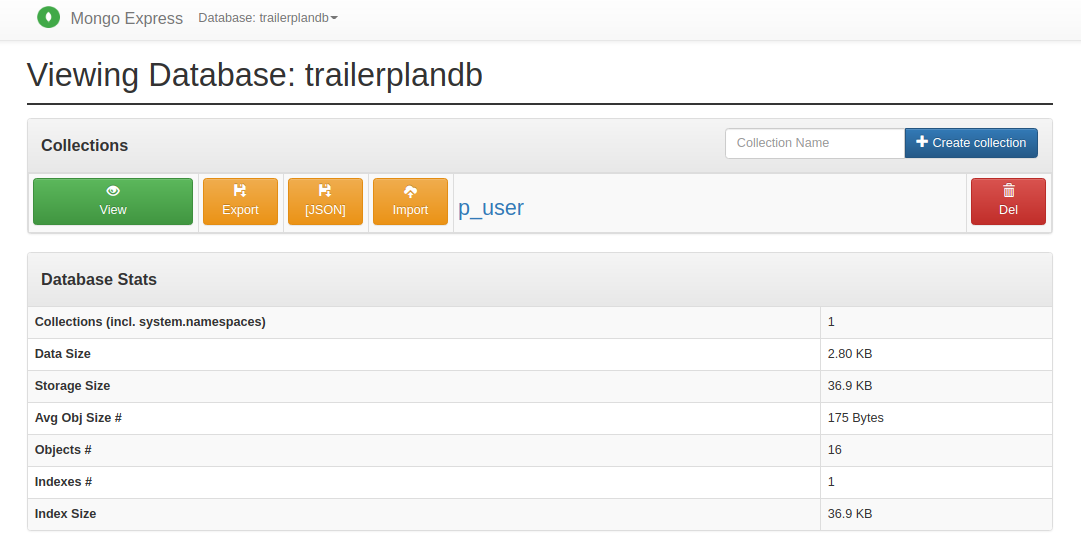 Mongo Express Database: trailerplandb
Viewing Database: trailerplandb
Collections Collection Name Create collection
View Export [JSON] Import p_user Del
Database Stats
Collections (incl. system.namespaces) 1
Data Size 2.80 KB
Storage Size 36.9 KB
Avg Obj Size # 175 Bytes
Objects # 16
Indexes # 1
Index Size 36.9 KB